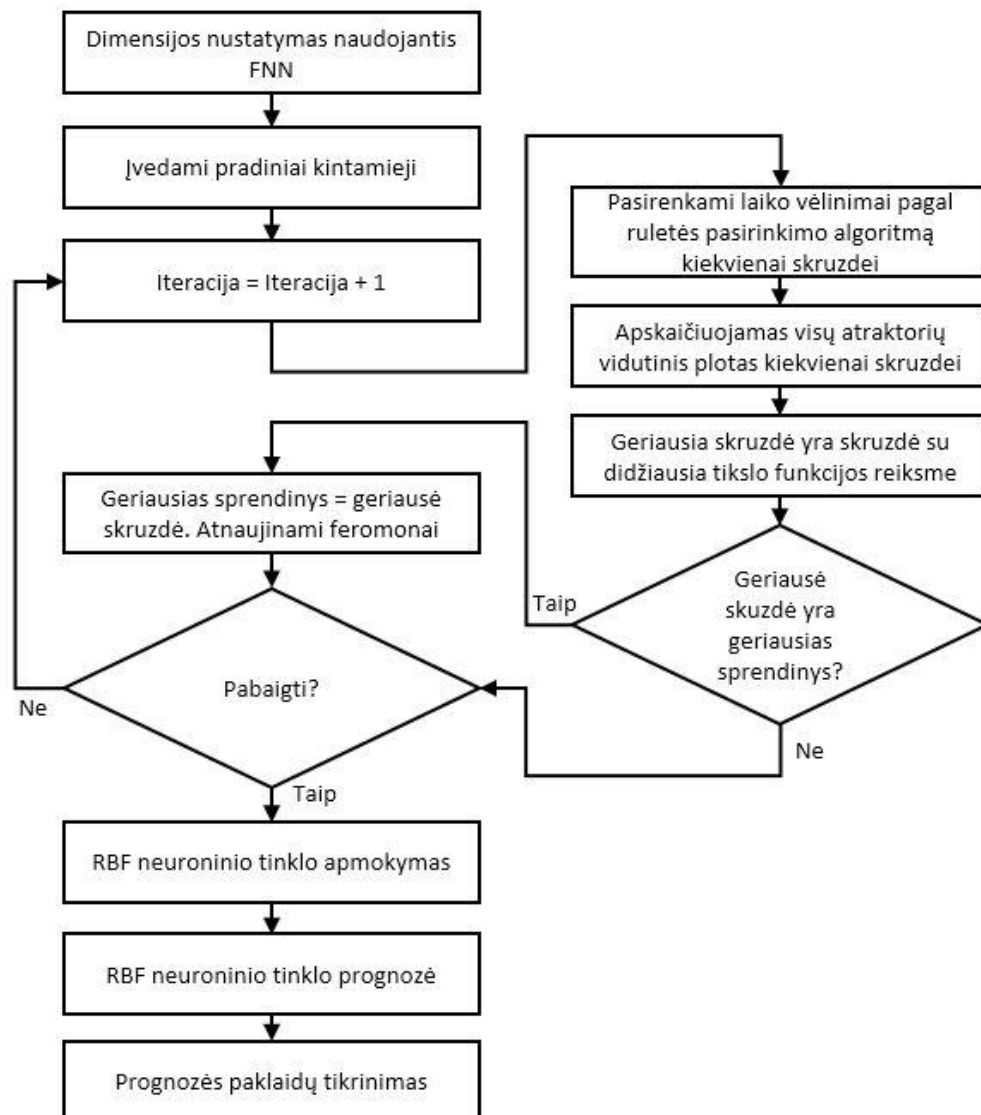 Dimensijos nustatymas naudojantis
FNN
Įvedami pradiniai kintamieji
Iteracija = Iteracija + 1
Pasirenkami laiko vėlinimai pagal
ruletės pasirinkimo algoritmą
kiekvienai skruzdei
Apskaičiuojamas visų atraktorių
vidutinis plotas kiekvienai skruzdei
Geriausia skruzdė yra skruzdė su
didžiausia tikslo funkcijos reiksme
Geriausė
skuzdė yra
geriausias
sprendinys?
Taip
Ne
Geriausias sprendinys = geriausė
skruzdė. Atnaujinami feromonai
Pabaigti?
Ne
Taip
RBF neuroninio tinklo apmokymas
RBF neuroninio tinklo prognozė
Prognozės paklaidų tikrinimas